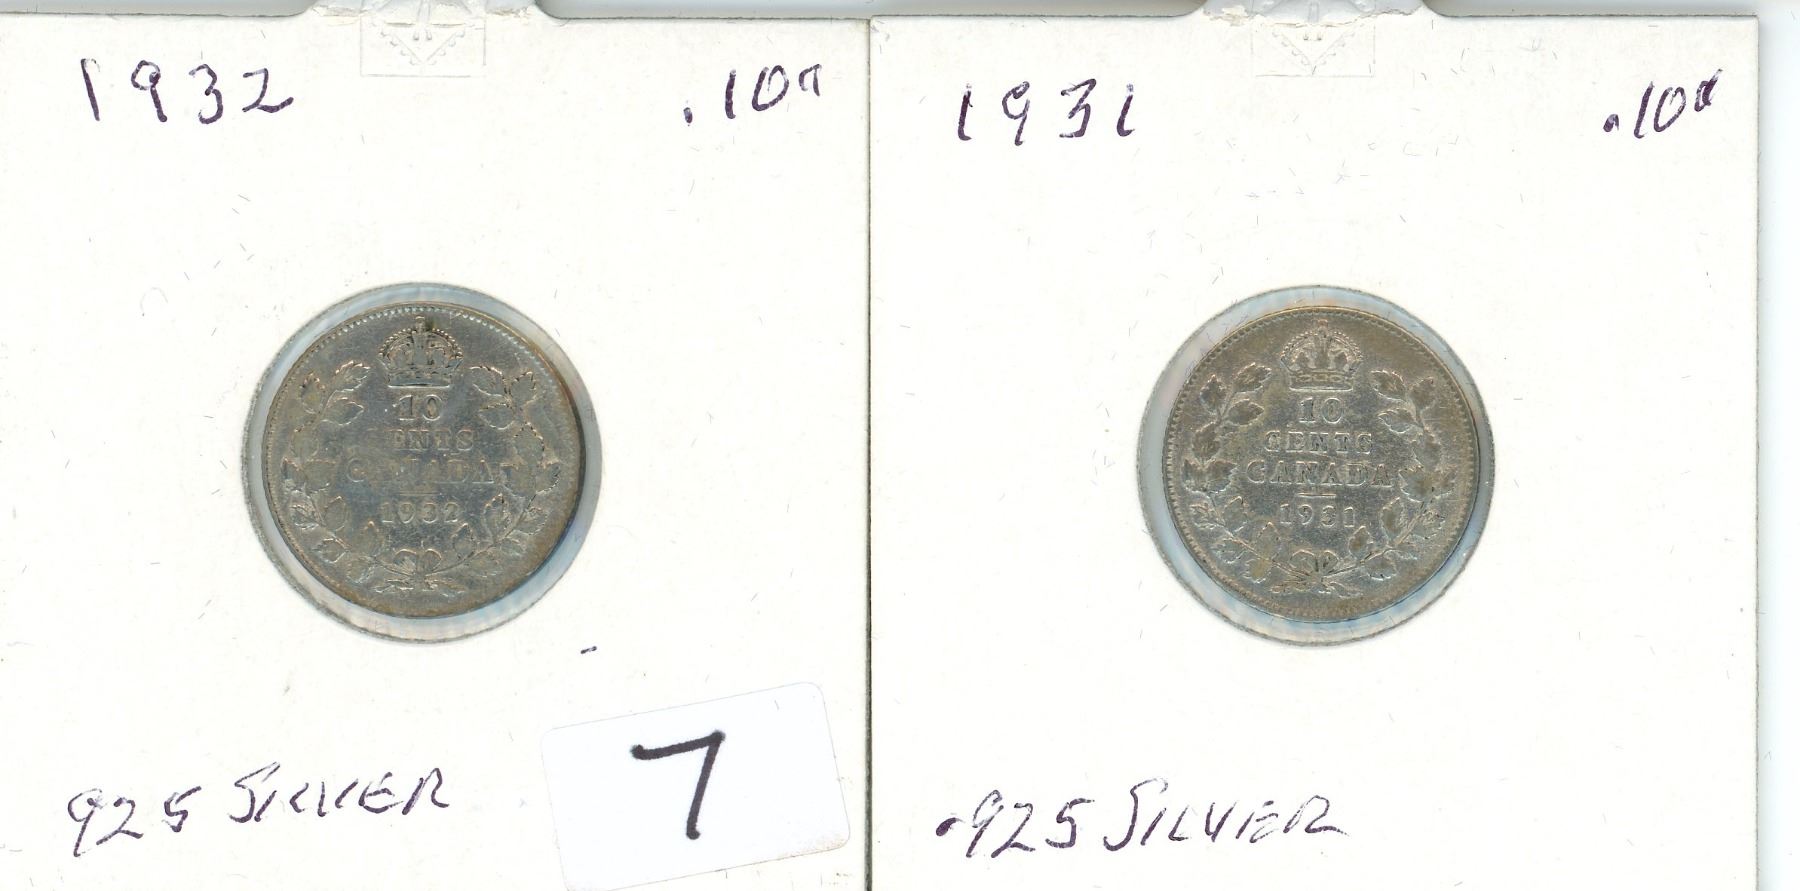 1932 .10¢
10
CENTS
CANADA
1932
925 SILVER
7
1931 .10¢
10
CENTS
CANADA
1931
.925 SILVER